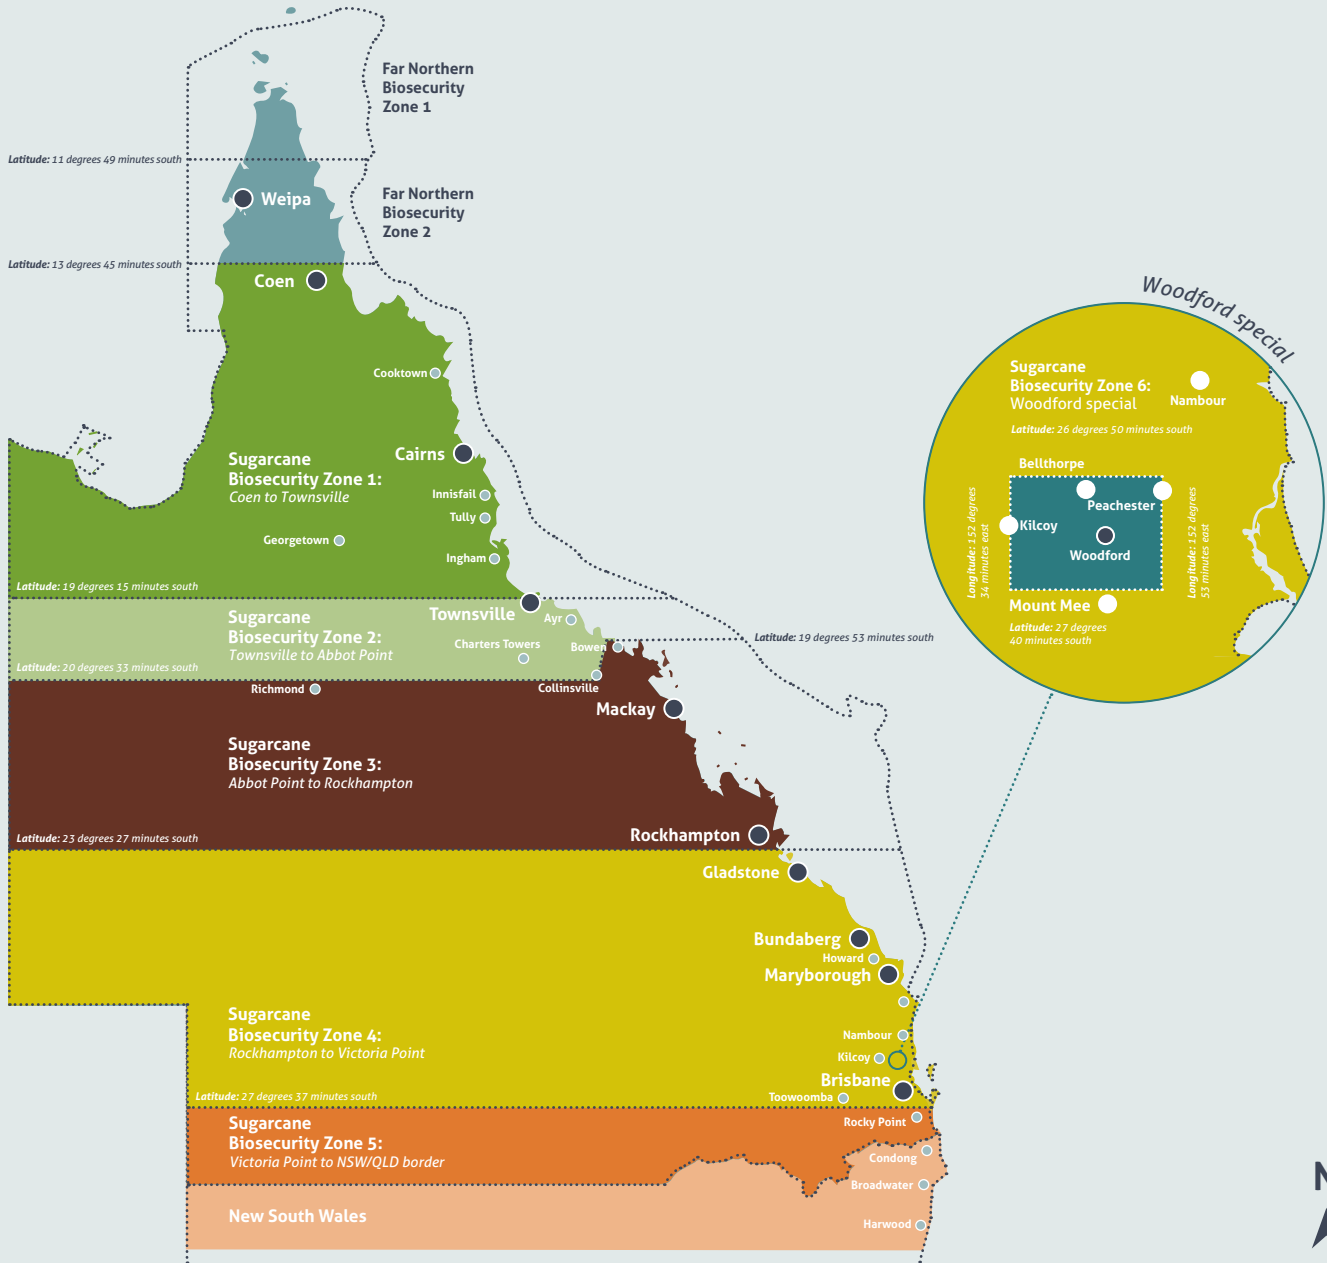 Far Northern
Biosecurity
Zone 1
Latitude: 11 degrees 49 minutes south
Weipa
Far Northern
Biosecurity
Zone 2
Latitude: 13 degrees 45 minutes south
Coen
Cooktown
Cairns
Sugarcane
Biosecurity Zone 1:
Coen to Townsville
Innisfail
Tully
Georgetown
Ingham
Latitude: 19 degrees 15 minutes south
Townsville
Ayr
Sugarcane
Biosecurity Zone 2:
Townsville to Abbot Point
Charters Towers
Bowen
Latitude: 19 degrees 53 minutes south
Latitude: 20 degrees 33 minutes south
Richmond
Collinsville
Mackay
Sugarcane
Biosecurity Zone 3:
Abbot Point to Rockhampton
Rockhampton
Latitude: 23 degrees 27 minutes south
Gladstone
Bundaberg
Howard
Maryborough
Sugarcane
Biosecurity Zone 4:
Rockhampton to Victoria Point
Nambour
Kilcoy
Brisbane
Latitude: 27 degrees 37 minutes south
Toowoomba
Sugarcane
Biosecurity Zone 5:
Victoria Point to NSW/QLD border
Rocky Point
Condong
Broadwater
New South Wales
Harwood
Woodford special
Sugarcane
Biosecurity Zone 6:
Woodford special
Nambour
Latitude: 26 degrees 50 minutes south
Bellthorpe
Peachester
Kilcoy
Woodford
Longitude: 152 degrees
34 minutes east
Longitude: 152 degrees
53 minutes east
Mount Mee
Latitude: 27 degrees
40 minutes south
N